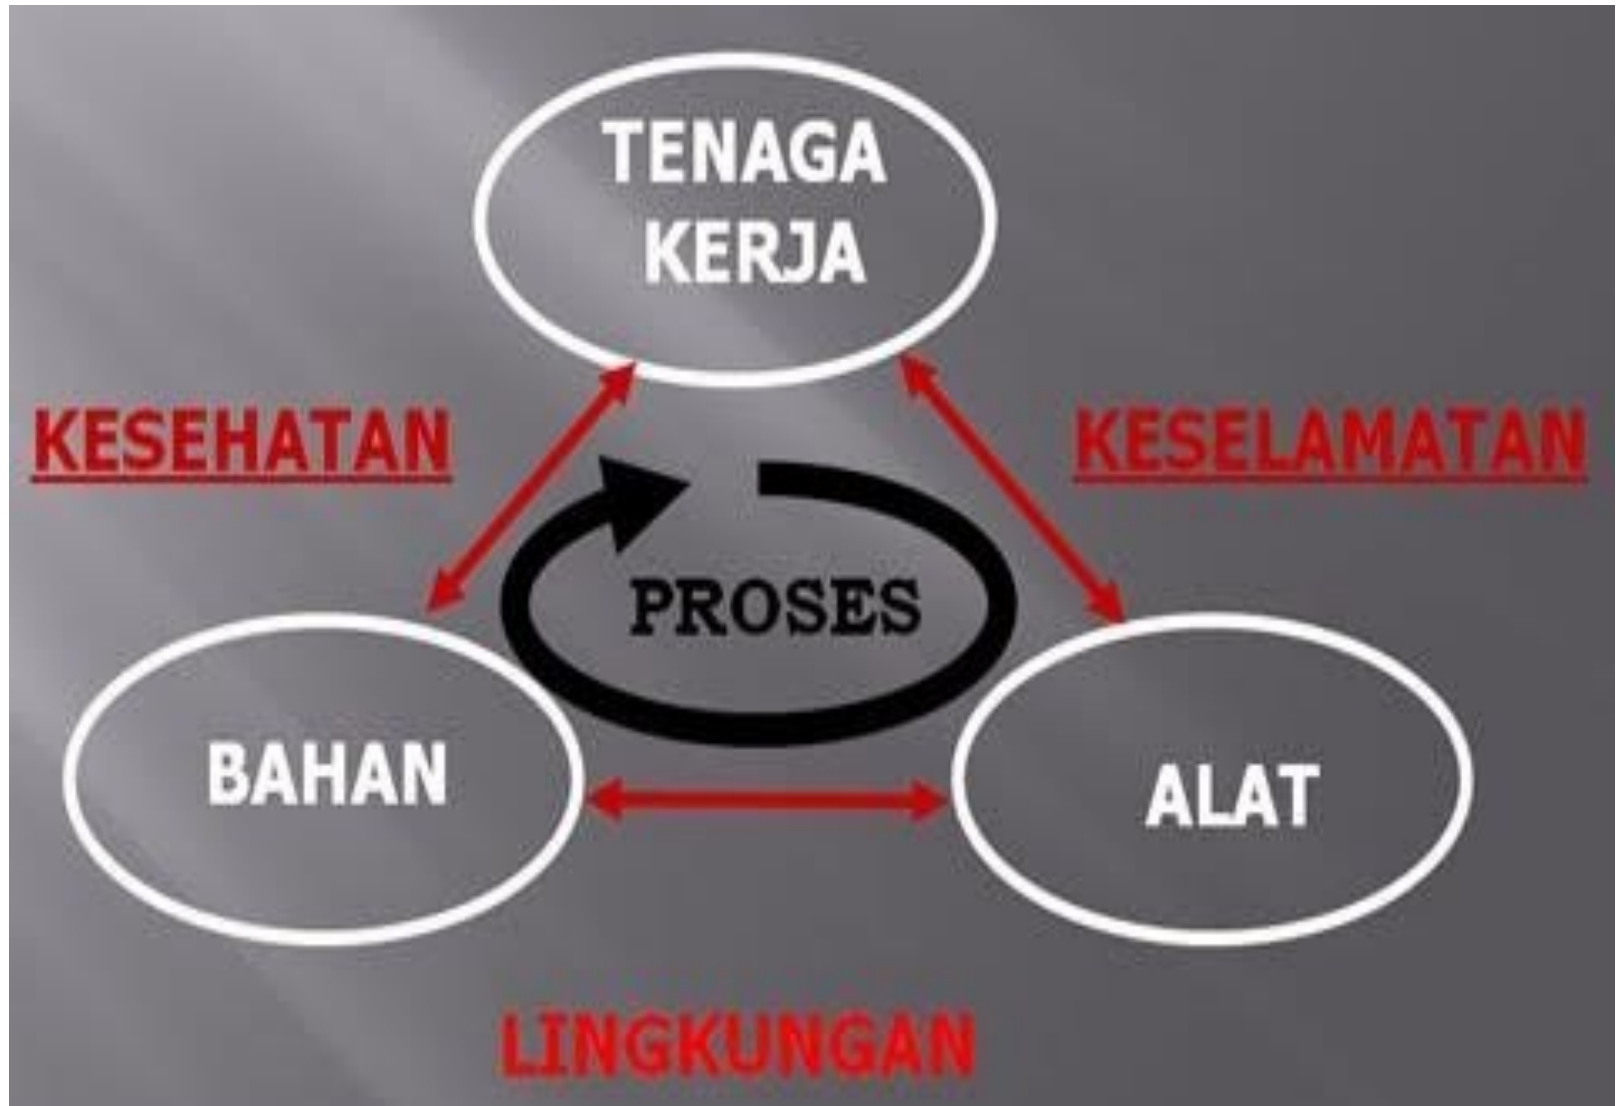 TENAGA
KERJA
KESEHATAN
KESELAMATAN
PROSES
BAHAN
ALAT
LINGKUNGAN